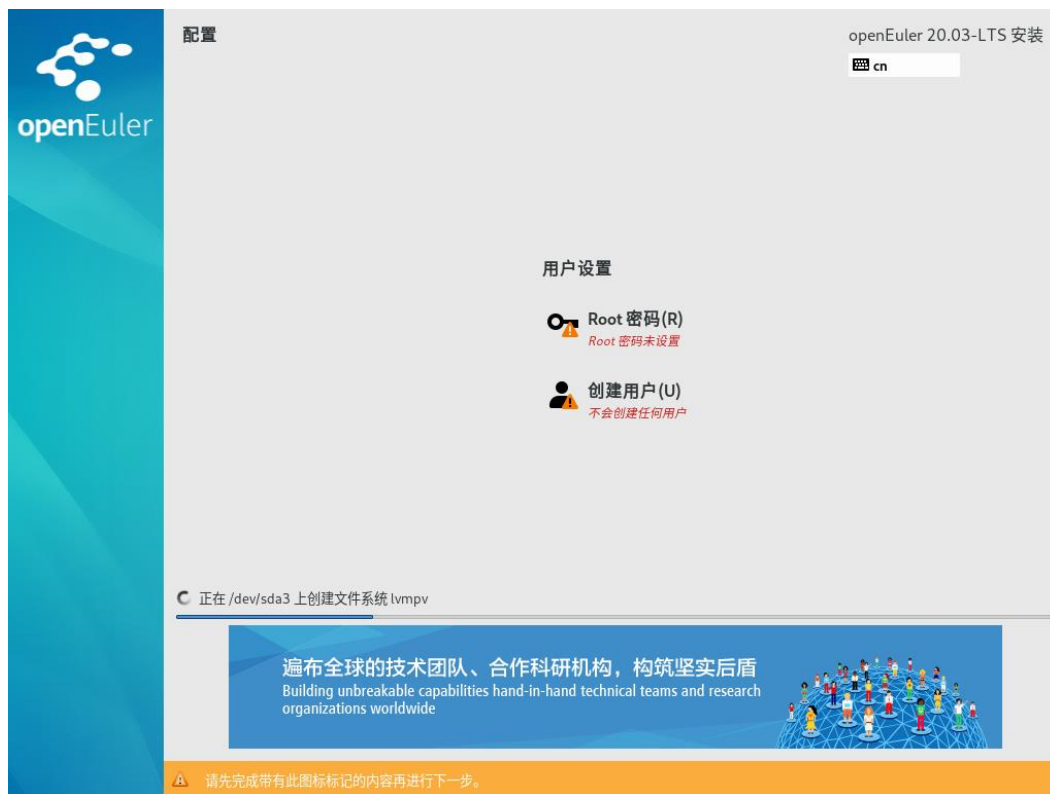 openEuler
配置
openEuler 20.03-LTS 安装
cn
用户设置
Root 密码(R)
Root 密码未设置
创建用户(U)
不会创建任何用户
正在 /dev/sda3 上创建文件系统 lvmpv
遍布全球的技术团队、合作科研机构，构筑坚实后盾
Building unbreakable capabilities hand-in-hand technical teams and research
organizations worldwide
请先完成带有此图标标记的内容再进行下一步。